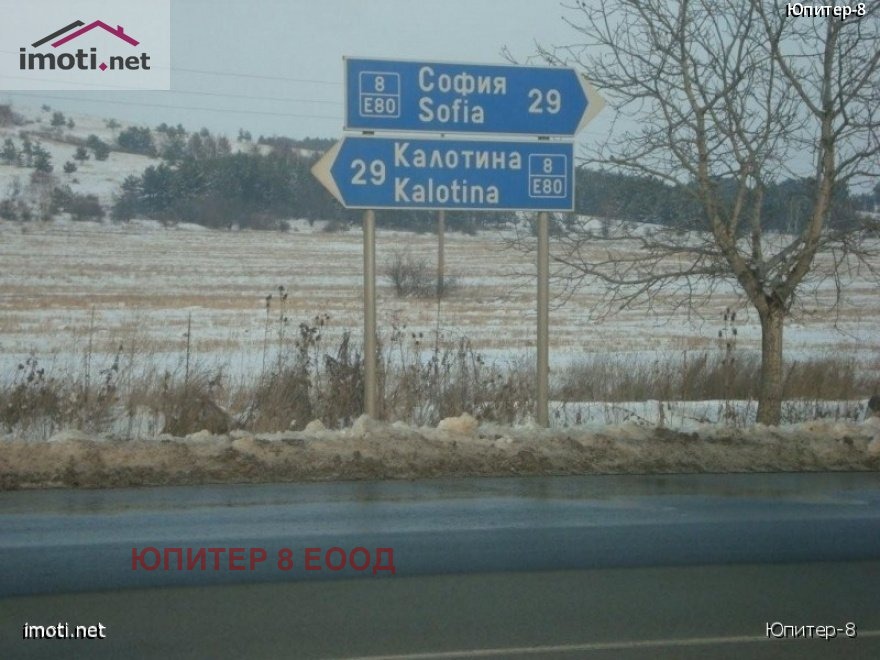 imoti.net
Юпитер-8
8
E80
София
Sofia
29
29
Калотина
Kalotina
8
E80
ЮПИТЕР 8 ЕООД
imoti.net
Юпитер-8